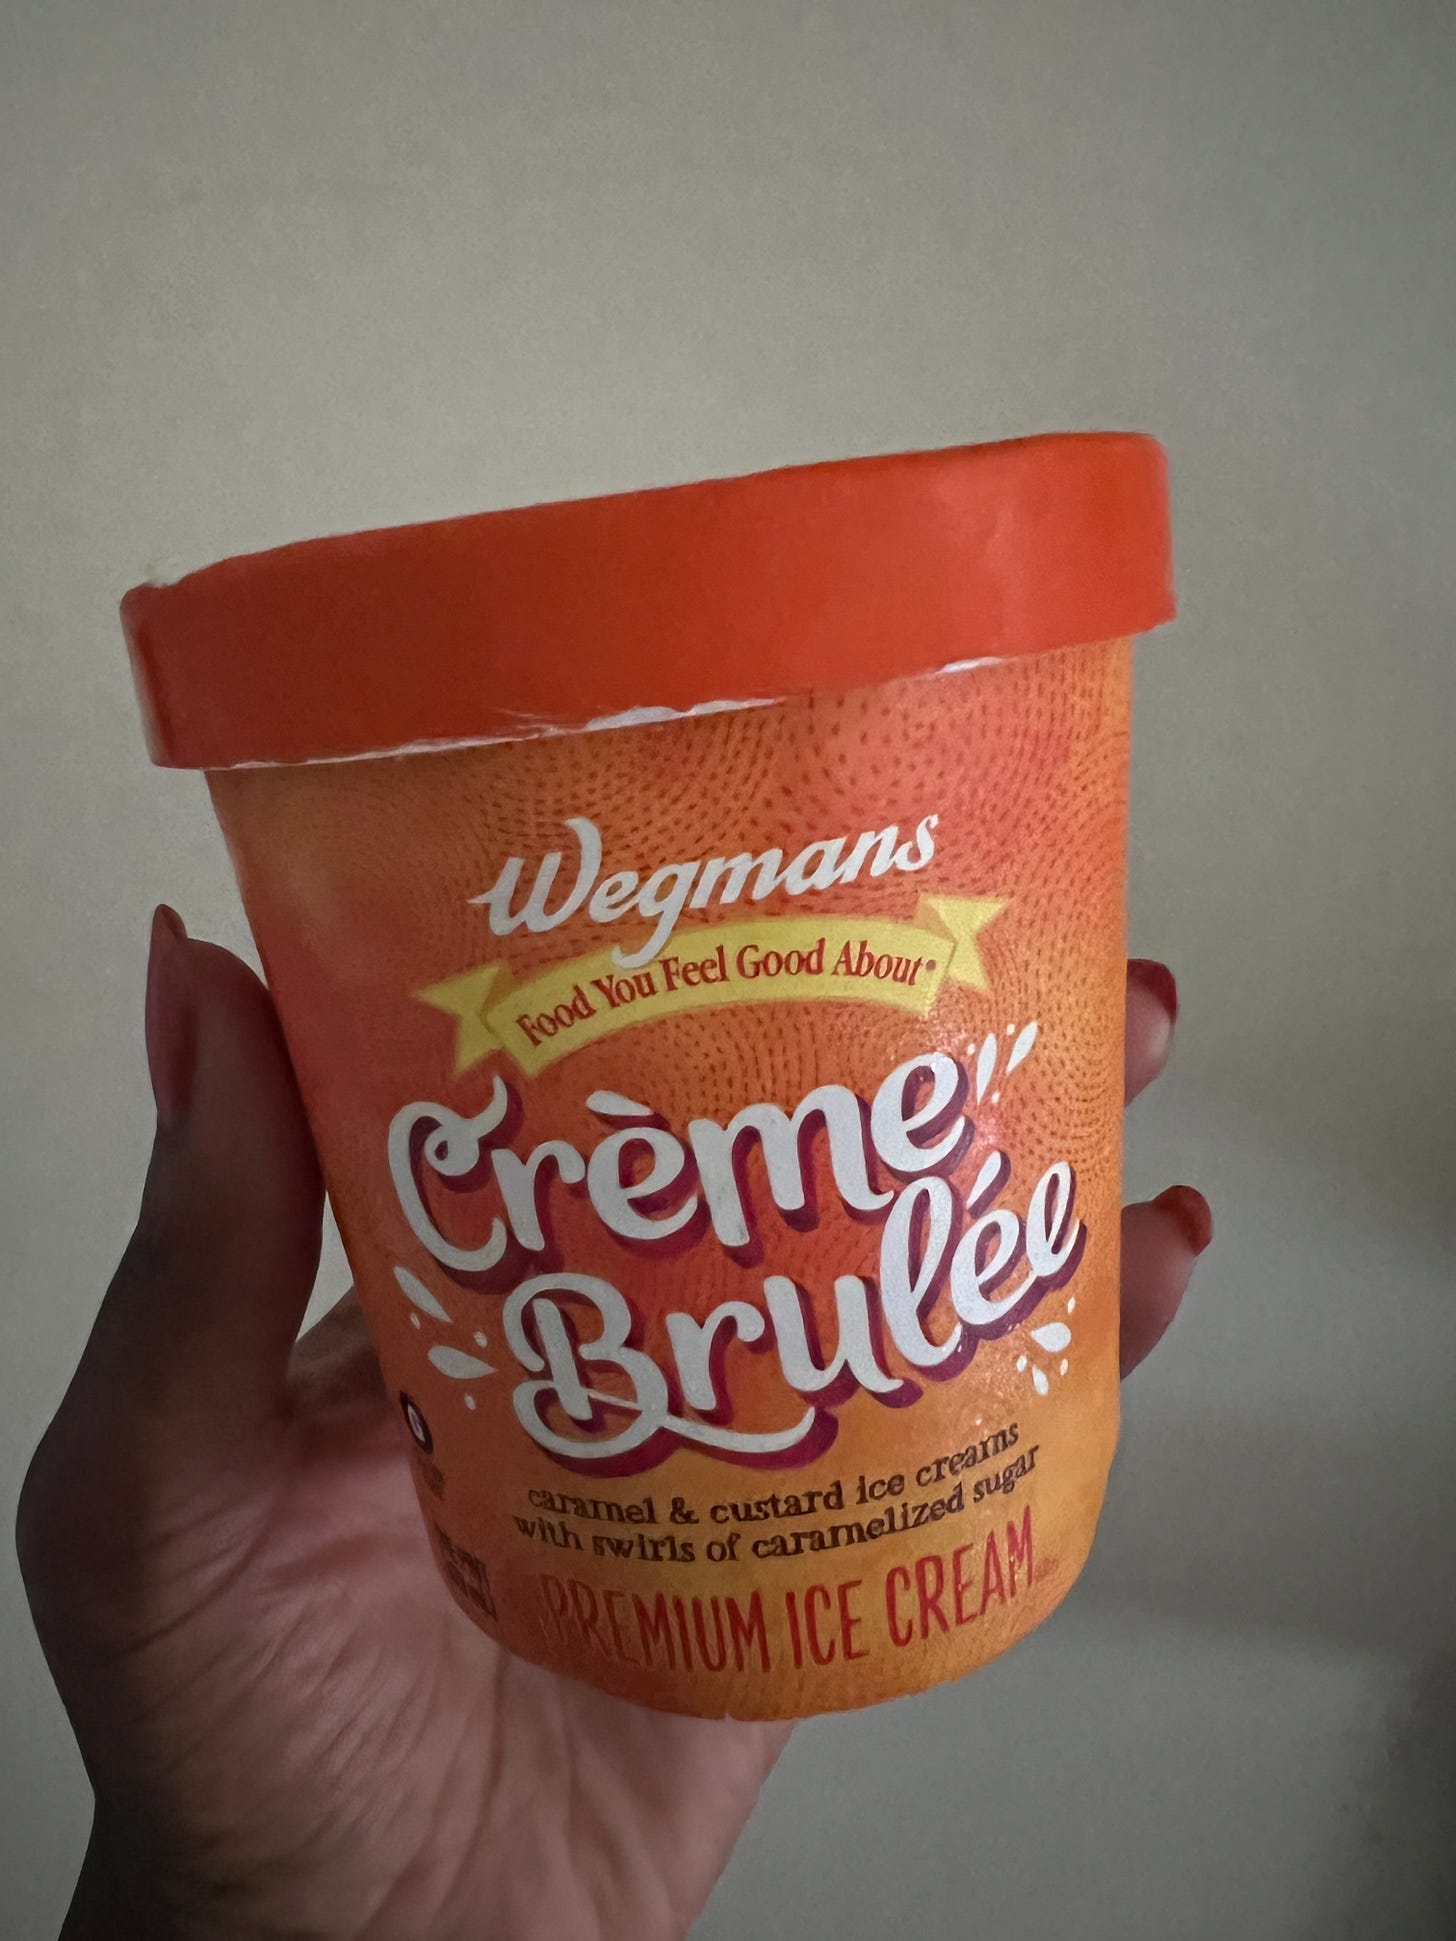 Wegmans
Food You Feel Good About®
Crème
Brulée
caramel & custard ice creams
with swirls of caramelized sugar
PREMIUM ICE CREAM